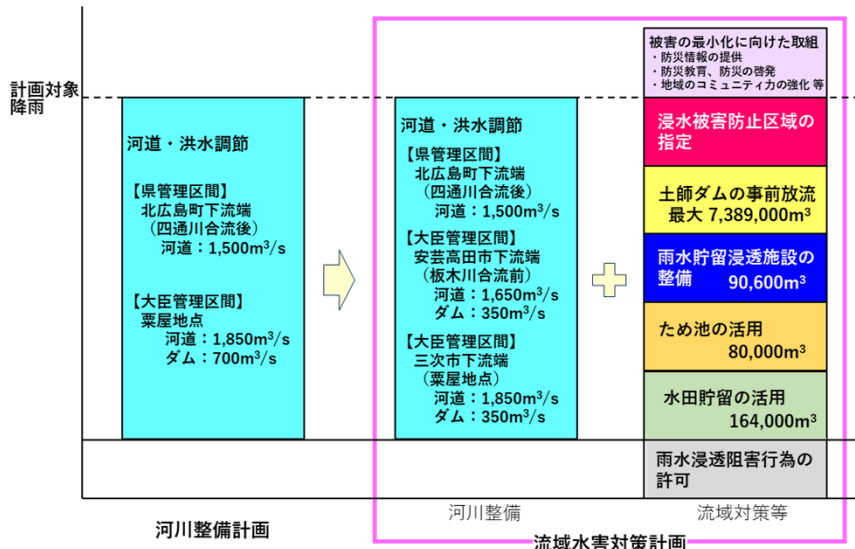 計画対象
降雨
河道・洪水調節
【県管理区間】
北広島町下流端
(四通川合流後)
河道：1,500m³/s
【大臣管理区間】
粟屋地点
河道：1,850m³/s
ダム：700m³/s
河川整備計画
河道・洪水調節
【県管理区間】
北広島町下流端
(四通川合流後)
河道：1,500m³/s
【大臣管理区間】
安芸高田市下流端
(板木川合流前)
河道：1,650m³/s
ダム：350m³/s
【大臣管理区間】
三次市下流端
(粟屋地点)
河道：1,850m³/s
ダム：350m³/s
河川整備
被害の最小化に向けた取組
・防災情報の提供
・防災教育、防災の啓発
・地域のコミュニティ力の強化 等
浸水被害防止区域の
指定
土師ダムの事前放流
最大 7,389,000m³
雨水貯留浸透施設の
整備 90,600m³
ため池の活用
80,000m³
水田貯留の活用
164,000m³
雨水浸透阻害行為の
許可
流域対策等
流域水害対策計画